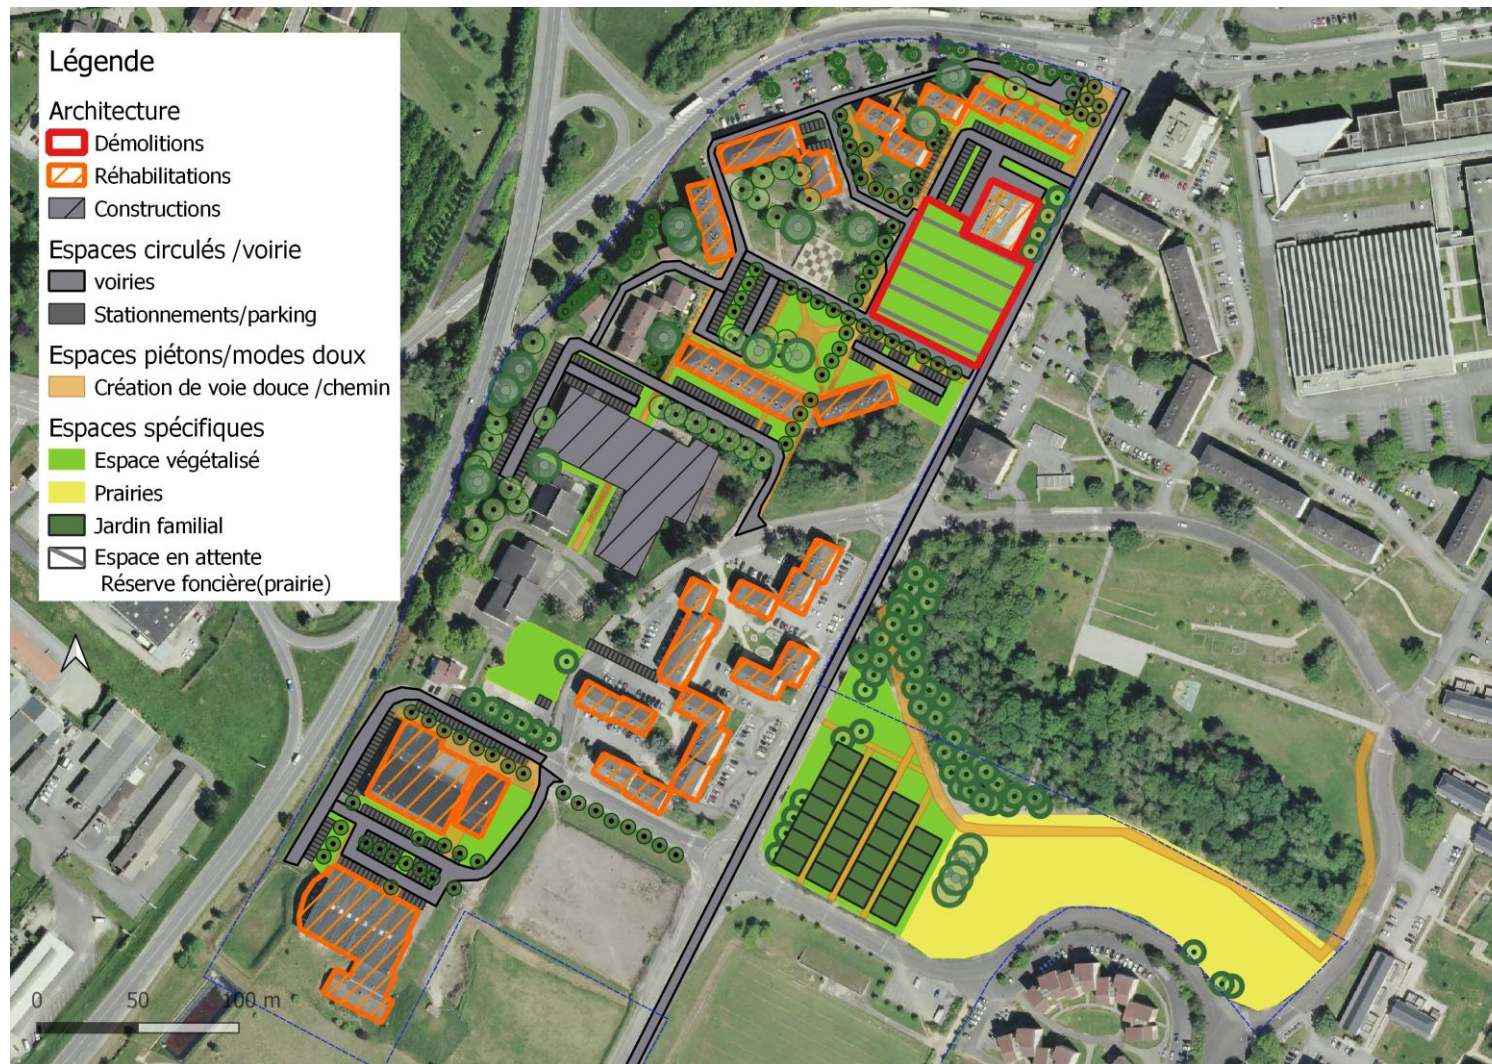 Légende
Architecture
Démolitions
Réhabilitations
Constructions
Espaces circulés /voirie
voiries
Stationnements/parking
Espaces piétons/modes doux
Création de voie douce /chemin
Espaces spécifiques
Espace végétalisé
Prairies
Jardin familial
Espace en attente
Réserve foncière(prairie)
0 50 100 m